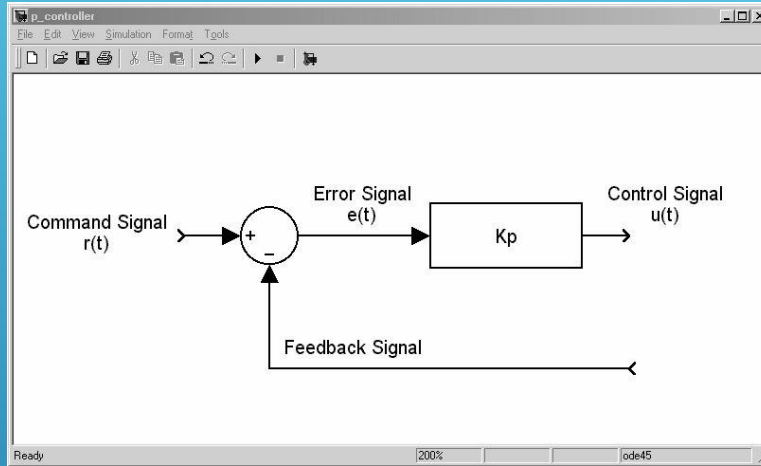 p_controller
File Edit View Simulation Format Tools
Error Signal
e(t)
Control Signal
u(t)
Command Signal
r(t)
+
−
Kp
Feedback Signal
Ready 200% ode45